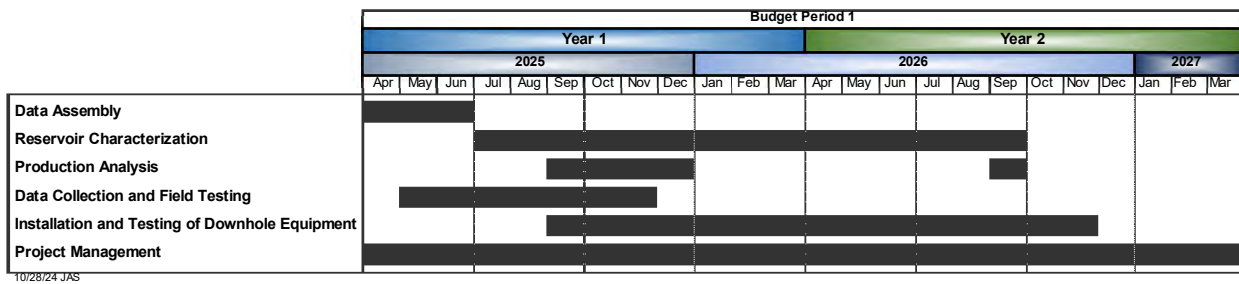 Budget Period 1
Year 1 Year 2
2025 2026 2027
Apr May Jun Jul Aug Sep Oct Nov Dec Jan Feb Mar Apr May Jun Jul Aug Sep Oct Nov Dec Jan Feb Mar
Data Assembly
Reservoir Characterization
Production Analysis
Data Collection and Field Testing
Installation and Testing of Downhole Equipment
Project Management
10/28/24 JAS